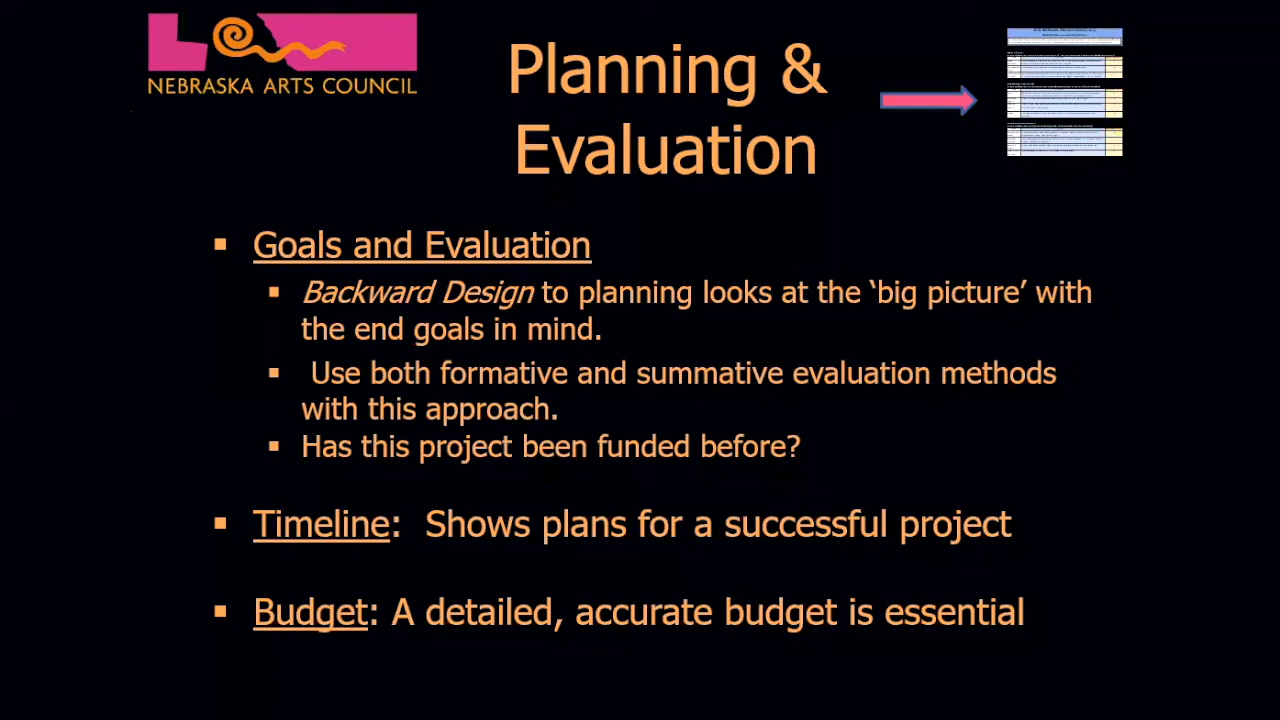 NEBRASKA ARTS COUNCIL
Planning &
Evaluation
Goals and Evaluation
Backward Design to planning looks at the ‘big picture’ with
the end goals in mind.
Use both formative and summative evaluation methods
with this approach.
Has this project been funded before?
Timeline: Shows plans for a successful project
Budget: A detailed, accurate budget is essential